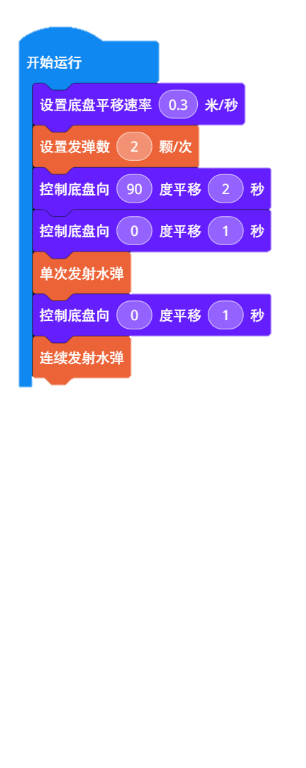 开始运行
设置底盘平移速率 0.3 米/秒
设置发弹数 2 颗/次
控制底盘向 90 度平移 2 秒
控制底盘向 0 度平移 1 秒
单次发射水弹
控制底盘向 0 度平移 1 秒
连续发射水弹